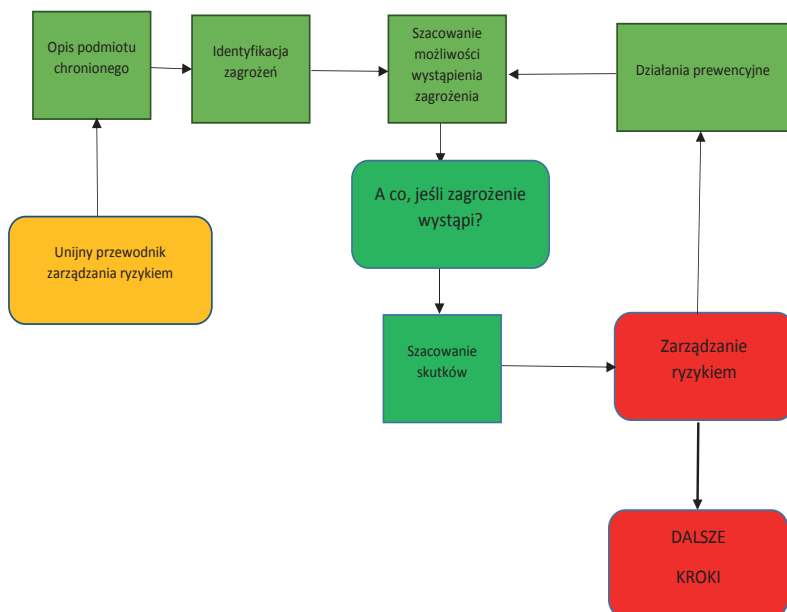 Opis podmiotu
chronionego
Identyfikacja
zagrożeń
Szacowanie
możliwości
wystąpienia
zagrożenia
Działania prewencyjne
A co, jeśli zagrożenie
wystąpi?
Unijny przewodnik
zarządzania ryzykiem
Szacowanie
skutków
Zarządzanie
ryzykiem
DALSZE
KROKI